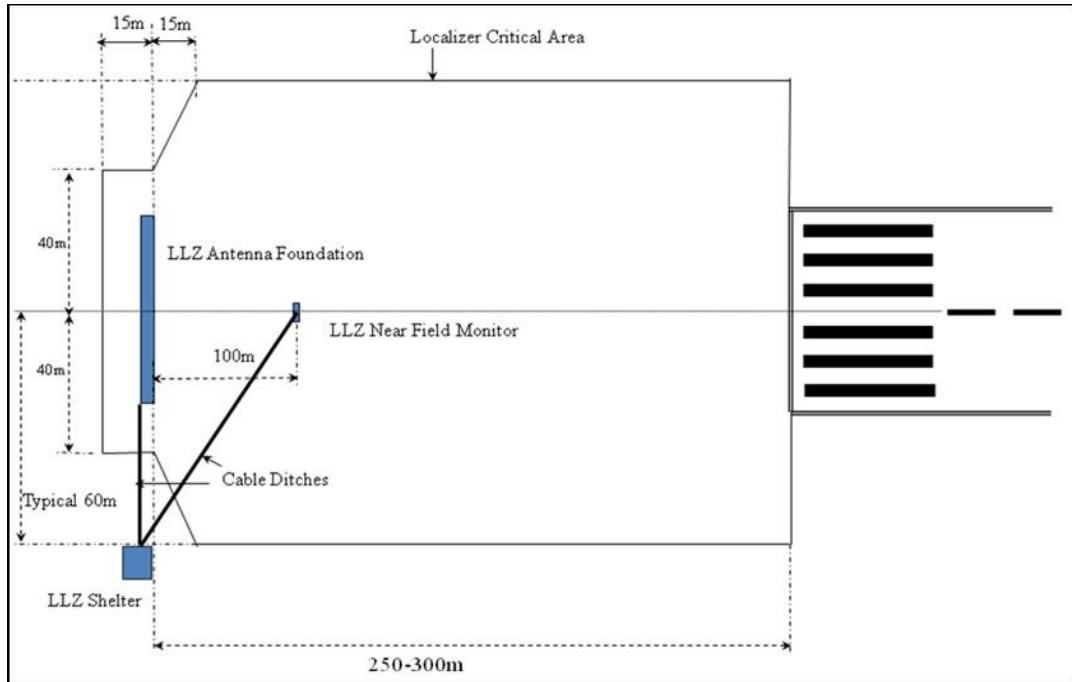 15m
15m
Localizer Critical Area
40m
LLZ Antenna Foundation
LLZ Near Field Monitor
100m
40m
Cable Ditches
Typical 60m
LLZ Shelter
250-300m